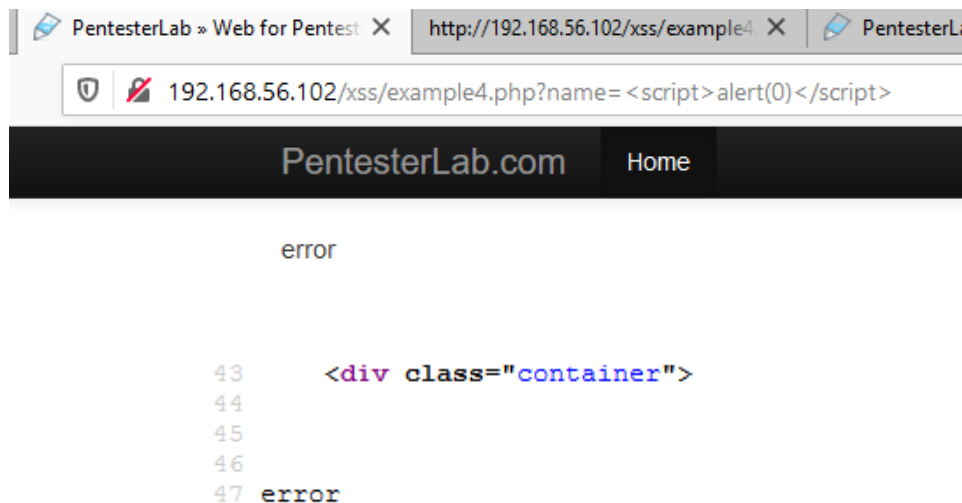 PentesterLab » Web for Pentest
http://192.168.56.102/xss/example4.
PentesterLa
192.168.56.102/xss/example4.php?name=<script>alert(0)</script>
PentesterLab.com Home
error
43 <div class="container">
44
45
46
47 error